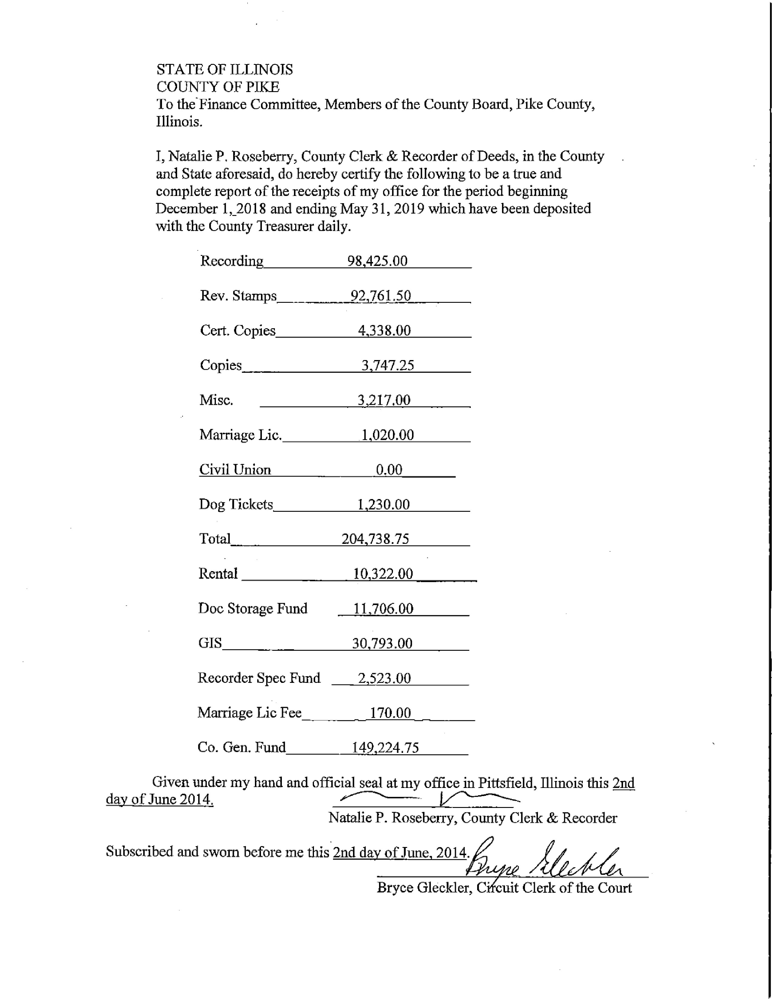 STATE OF ILLINOIS
COUNTY OF PIKE
To the Finance Committee, Members of the County Board, Pike County,
Illinois.
I, Natalie P. Roseberry, County Clerk & Recorder of Deeds, in the County
and State aforesaid, do hereby certify the following to be a true and
complete report of the receipts of my office for the period beginning
December 1, 2018 and ending May 31, 2019 which have been deposited
with the County Treasurer daily.
Recording 98,425.00
Rev. Stamps 92,761.50
Cert. Copies 4,338.00
Copies 3,747.25
Misc. 3,217.00
Marriage Lic. 1,020.00
Civil Union 0.00
Dog Tickets 1,230.00
Total 204,738.75
Rental 10,322.00
Doc Storage Fund 11,706.00
GIS 30,793.00
Recorder Spec Fund 2,523.00
Marriage Lic Fee 170.00
Co. Gen. Fund 149,224.75
Given under my hand and official seal at my office in Pittsfield, Illinois this 2nd
day of June 2014.
Natalie P. Roseberry, County Clerk & Recorder
Subscribed and sworn before me this 2nd day of June, 2014. Bryce Gleckler
Bryce Gleckler, Circuit Clerk of the Court